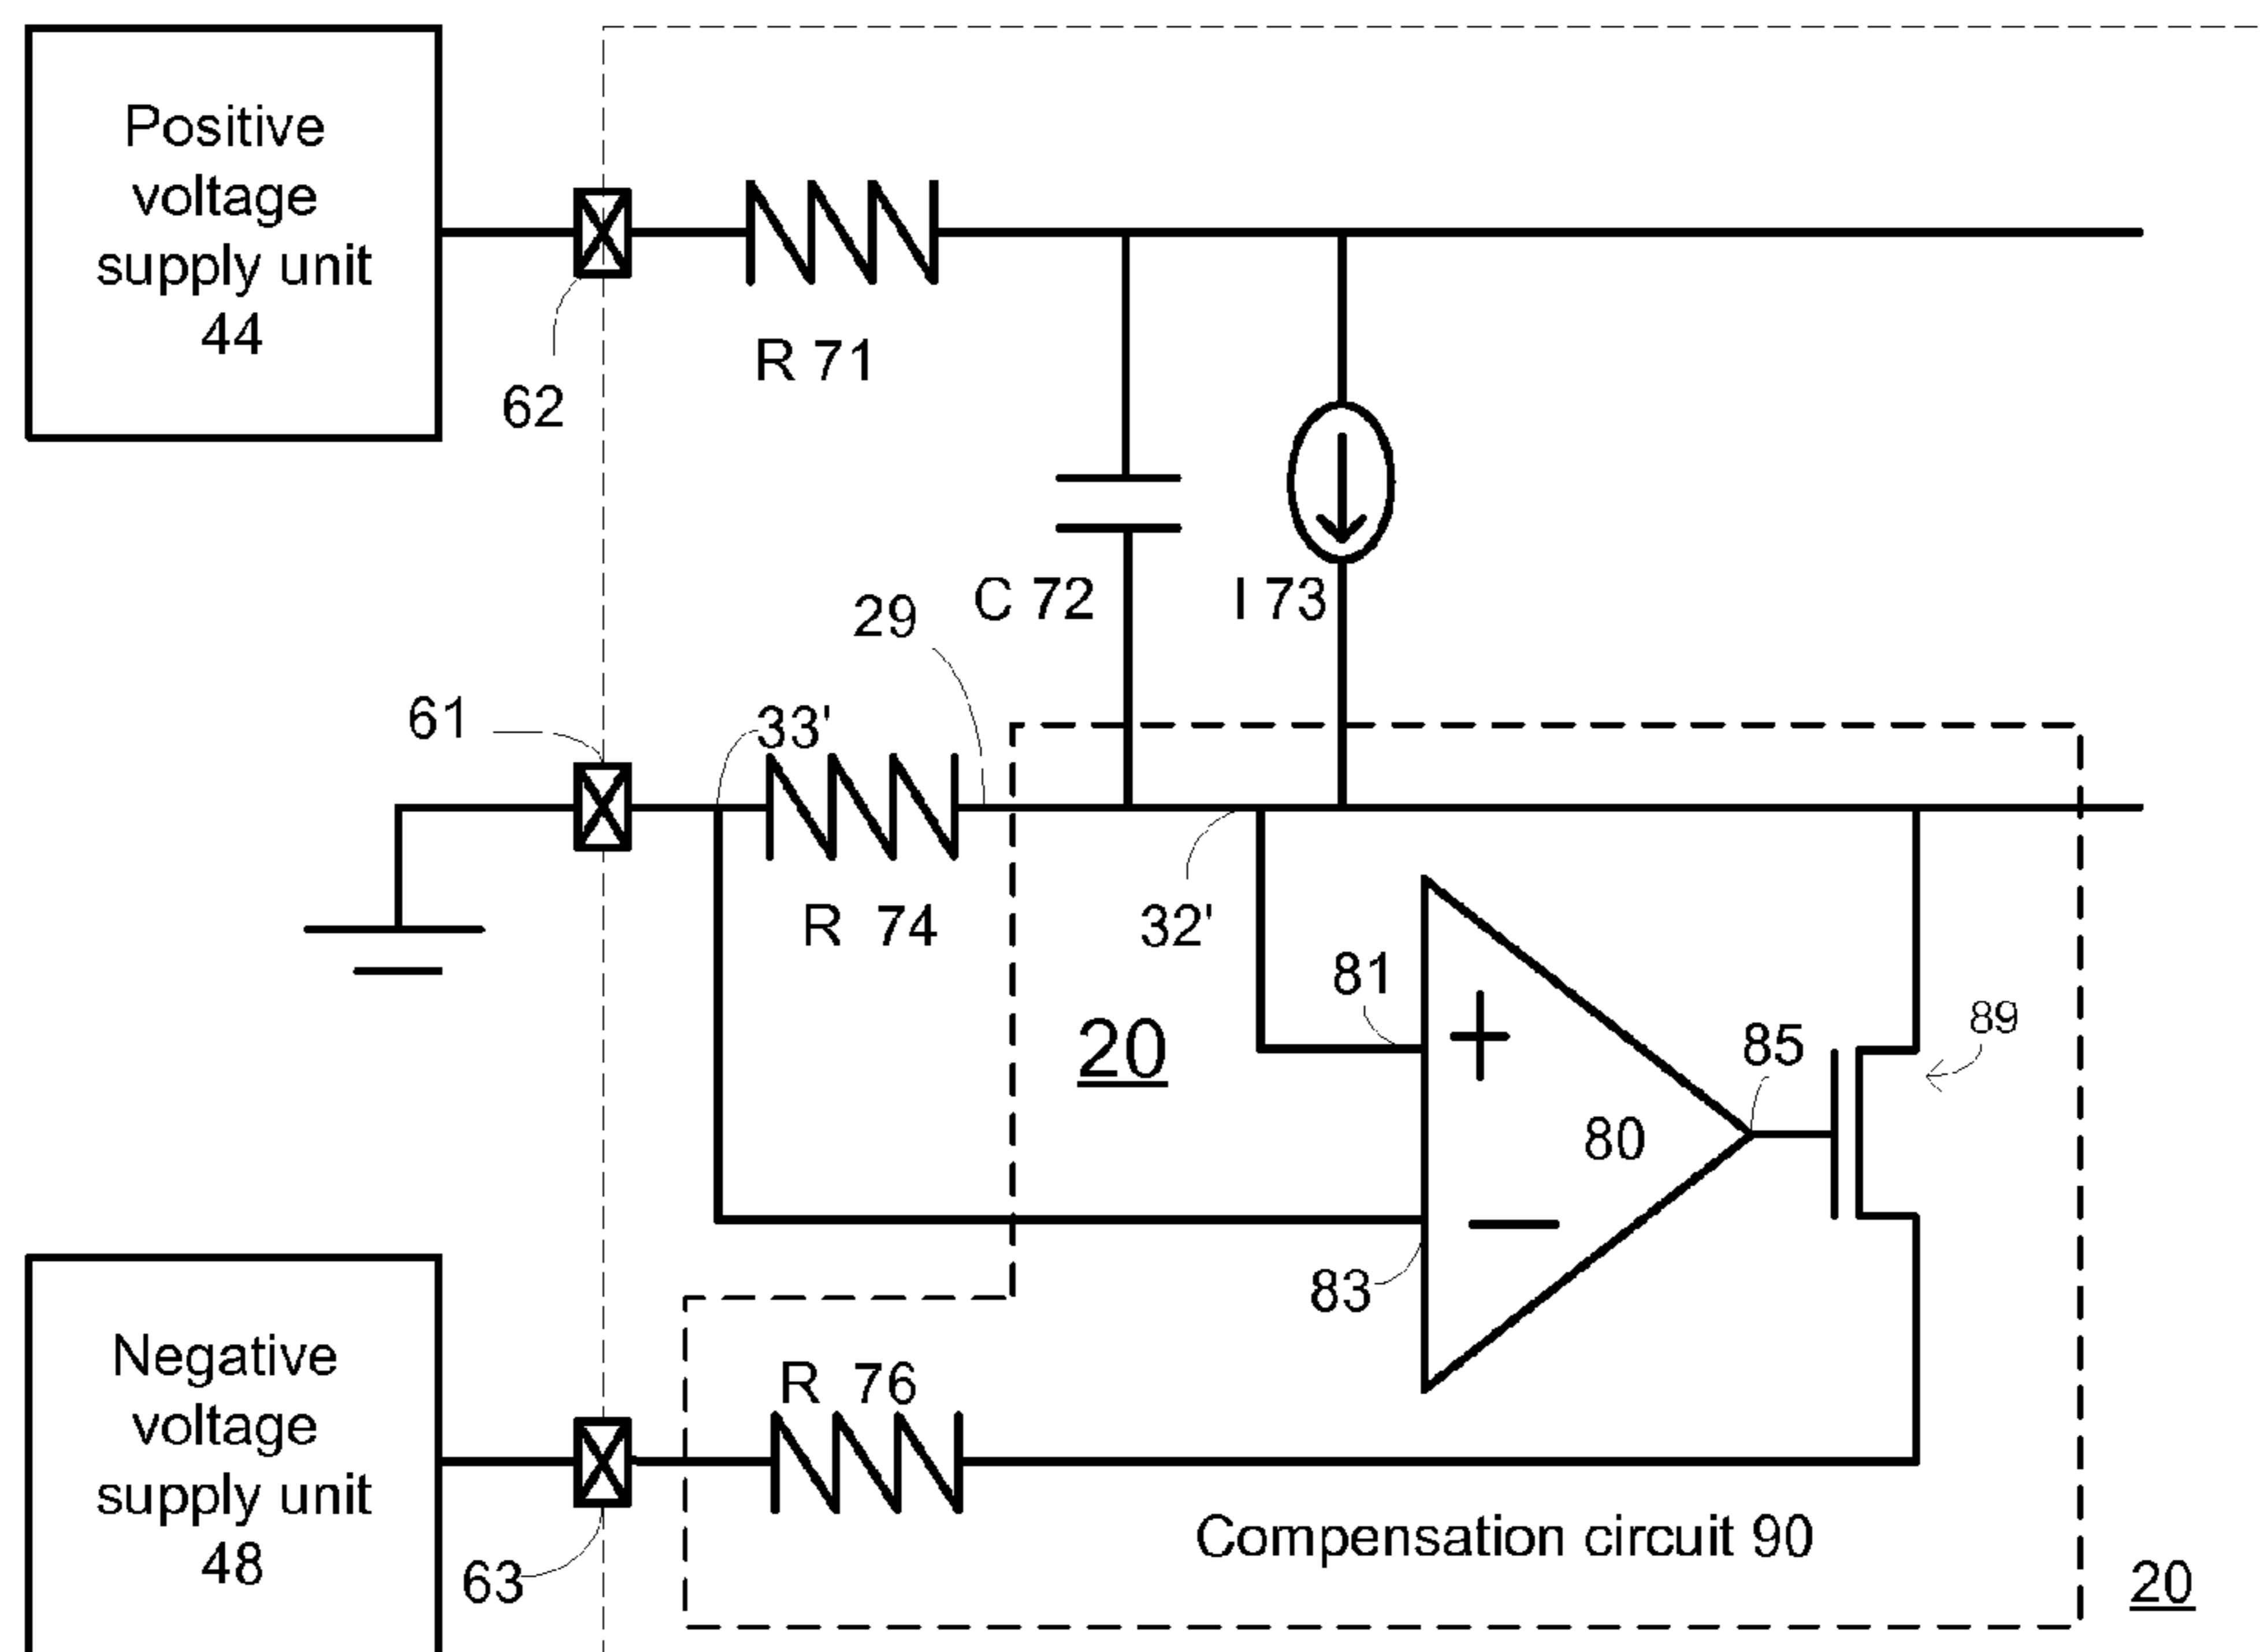 Positive
voltage
supply unit
44
62
R 71
C 72
I 73
29
61
33'
R 74
32'
81
+
20
85
89
80
83
−
Negative
voltage
supply unit
48
R 76
63
Compensation circuit 90
20